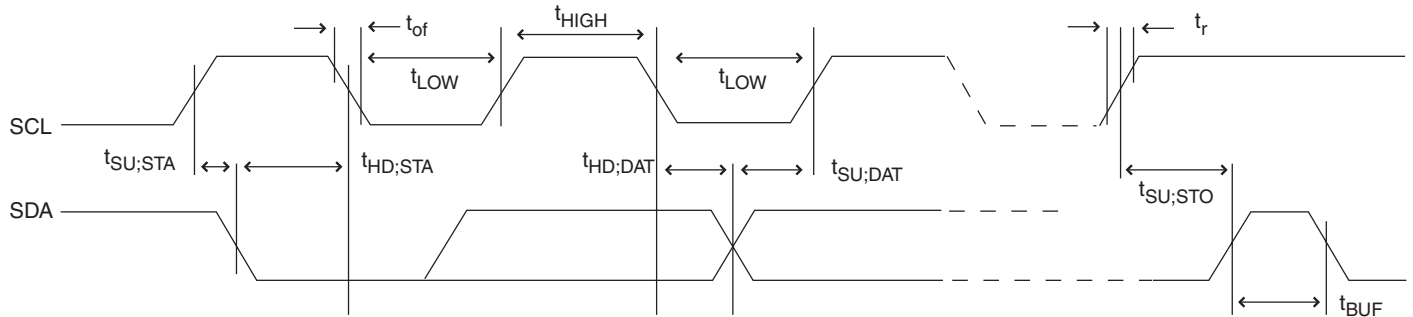 t_of
t_HIGH
t_r
t_LOW
t_LOW
SCL
t_SU;STA
t_HD;STA
t_HD;DAT
t_SU;DAT
t_SU;STO
SDA
t_BUF